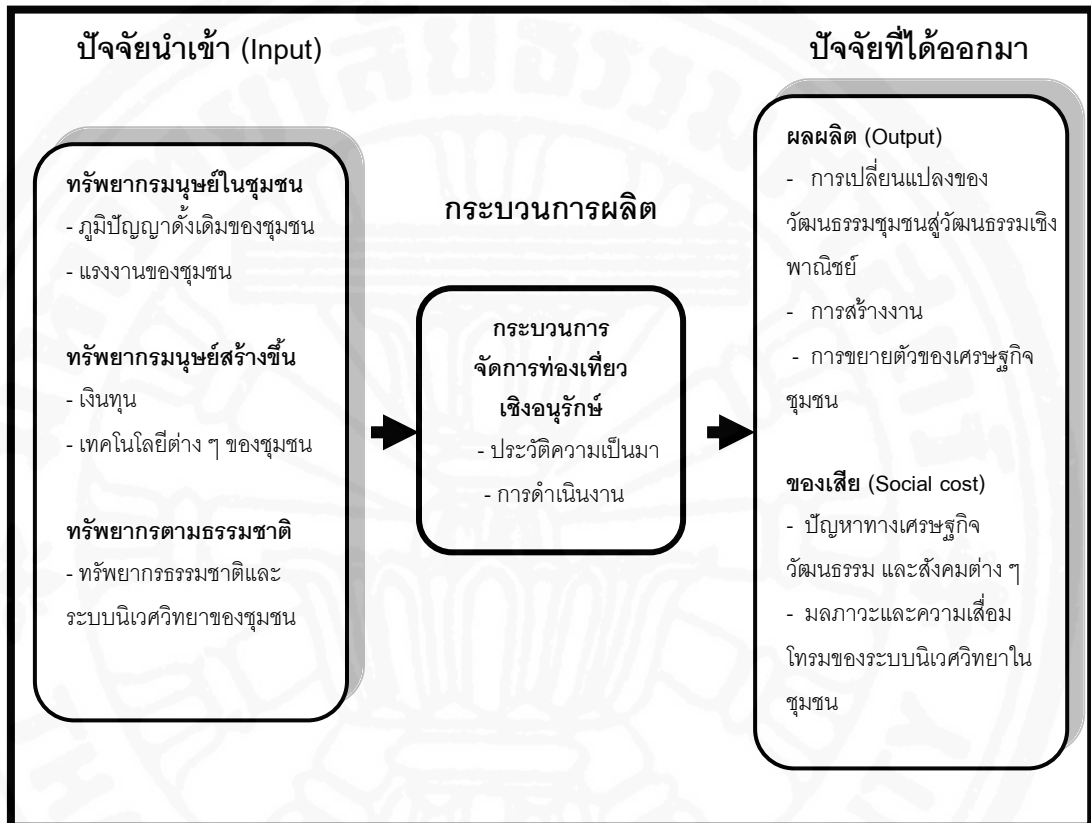 ปัจจัยนำเข้า (Input)
ทรัพยากรมนุษย์ในชุมชน
- ภูมิปัญญาดั้งเดิมของชุมชน
- แรงงานของชุมชน
ทรัพยากรมนุษย์สร้างขึ้น
- เงินทุน
- เทคโนโลยีต่าง ๆ ของชุมชน
ทรัพยากรตามธรรมชาติ
- ทรัพยากรธรรมชาติและ
ระบบนิเวศวิทยาของชุมชน
กระบวนการผลิต
กระบวนการ
จัดการท่องเที่ยว
เชิงอนุรักษ์
- ประวัติความเป็นมา
- การดำเนินงาน
ปัจจัยที่ได้ออกมา
ผลผลิต (Output)
- การเปลี่ยนแปลงของ
วัฒนธรรมชุมชนสู่วัฒนธรรมเชิง
พาณิชย์
- การสร้างงาน
- การขยายตัวของเศรษฐกิจ
ชุมชน
ของเสีย (Social cost)
- ปัญหาทางเศรษฐกิจ
วัฒนธรรม และสังคมต่าง ๆ
- มลภาวะและความเสื่อม
โทรมของระบบนิเวศวิทยาใน
ชุมชน